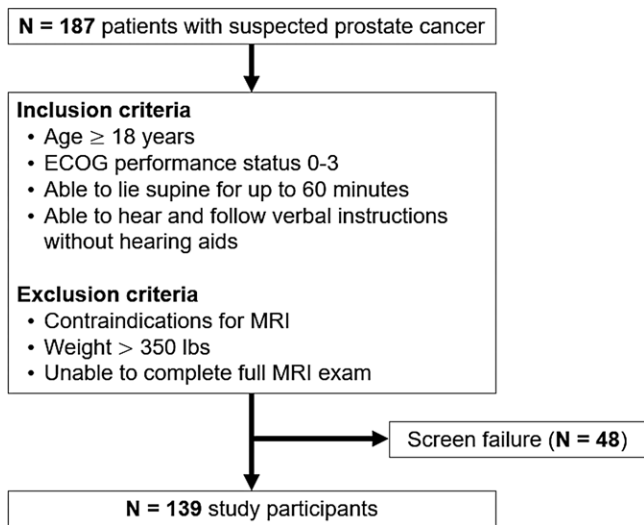 N = 187 patients with suspected prostate cancer
Inclusion criteria
• Age ≥ 18 years
• ECOG performance status 0-3
• Able to lie supine for up to 60 minutes
• Able to hear and follow verbal instructions
without hearing aids
Exclusion criteria
• Contraindications for MRI
• Weight > 350 lbs
• Unable to complete full MRI exam
Screen failure (N = 48)
N = 139 study participants